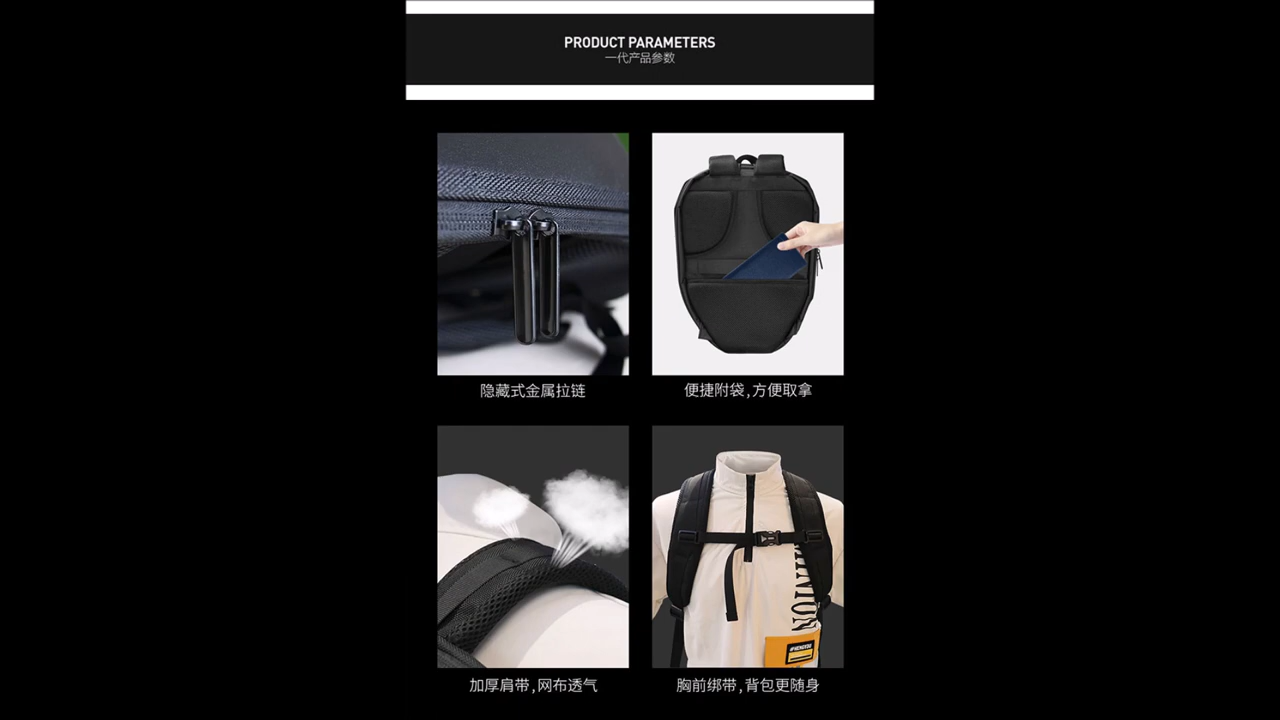 PRODUCT PARAMETERS
一代产品参数
隐藏式金属拉链
便捷附袋,方便取拿
加厚肩带,网布透气
胸前绑带,背包更随身